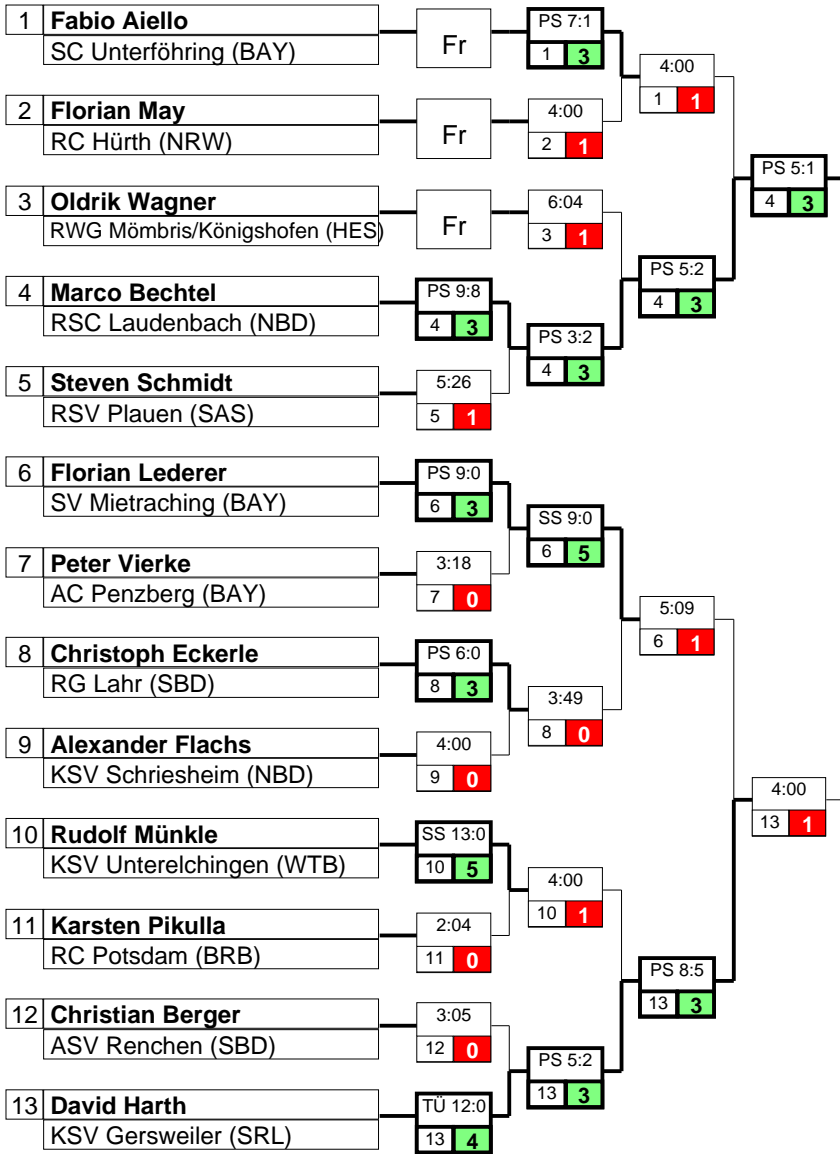 1 Fabio Aiello
SC Unterföhring (BAY)
2 Florian May
RC Hürth (NRW)
3 Oldrik Wagner
RWG Mömbris/Königshofen (HES)
4 Marco Bechtel
RSC Laudenbach (NBD)
5 Steven Schmidt
RSV Plauen (SAS)
6 Florian Lederer
SV Mietraching (BAY)
7 Peter Vierke
AC Penzberg (BAY)
8 Christoph Eckerle
RG Lahr (SBD)
9 Alexander Flachs
KSV Schriesheim (NBD)
10 Rudolf Münkle
KSV Unterelchingen (WTB)
11 Karsten Pikulla
RC Potsdam (BRB)
12 Christian Berger
ASV Renchen (SBD)
13 David Harth
KSV Gersweiler (SRL)
Fr
Fr
Fr
PS 9:8
4 3
5:26
5 1
PS 9:0
6 3
3:18
7 0
PS 6:0
8 3
4:00
9 0
SS 13:0
10 5
2:04
11 0
3:05
12 0
TÜ 12:0
13 4
PS 7:1
1 3
4:00
2 1
6:04
3 1
PS 3:2
4 3
SS 9:0
6 5
3:49
8 0
4:00
10 1
PS 5:2
13 3
4:00
1 1
PS 5:2
4 3
5:09
6 1
PS 8:5
13 3
PS 5:1
4 3
4:00
13 1